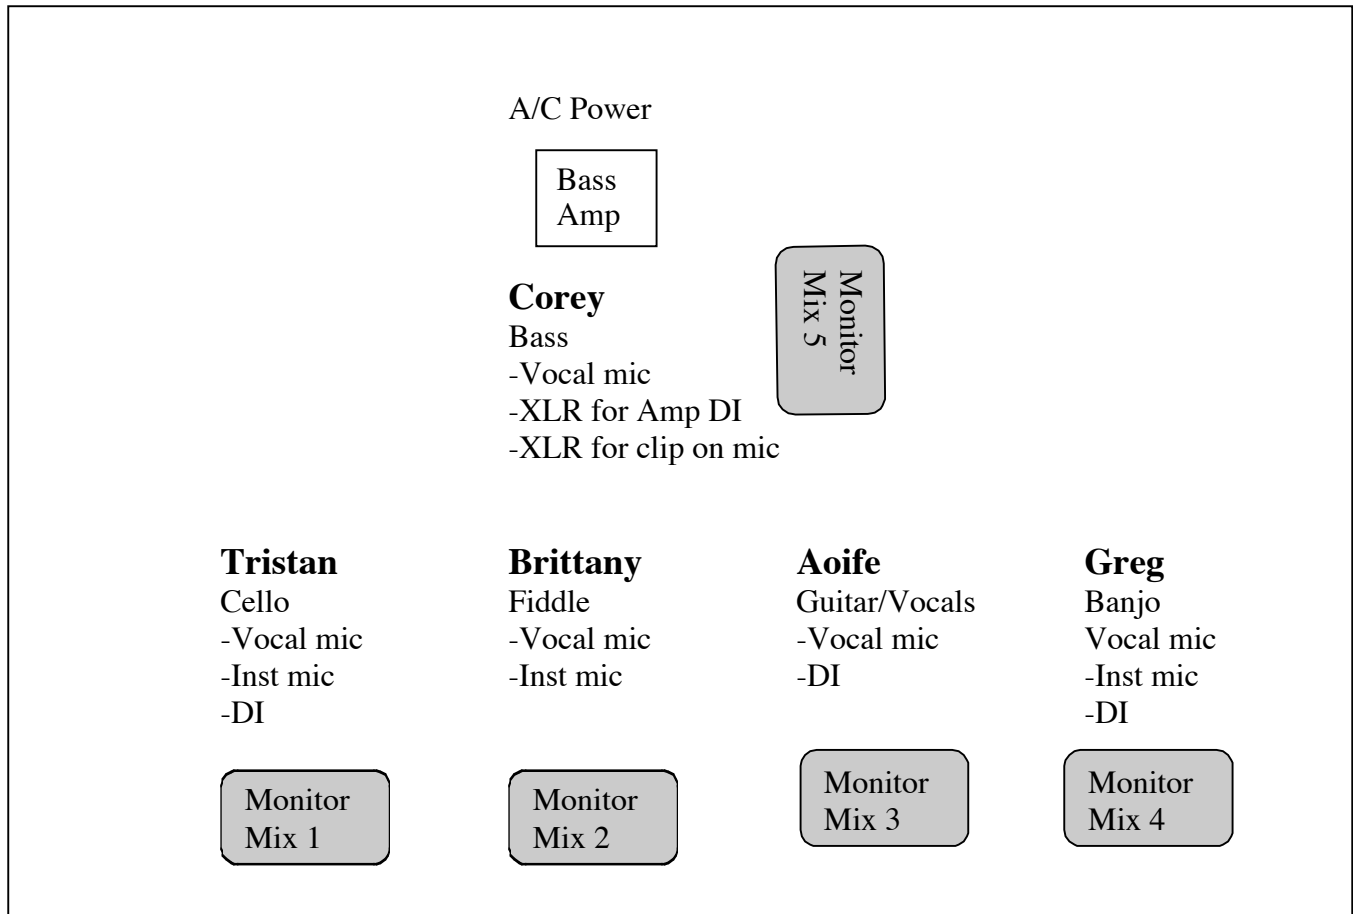 A/C Power
Bass
Amp
Monitor
Mix 5
Corey
Bass
-Vocal mic
-XLR for Amp DI
-XLR for clip on mic
Tristan
Cello
-Vocal mic
-Inst mic
-DI
Brittany
Fiddle
-Vocal mic
-Inst mic
Aoife
Guitar/Vocals
-Vocal mic
-DI
Greg
Banjo
Vocal mic
-Inst mic
-DI
Monitor
Mix 1
Monitor
Mix 2
Monitor
Mix 3
Monitor
Mix 4